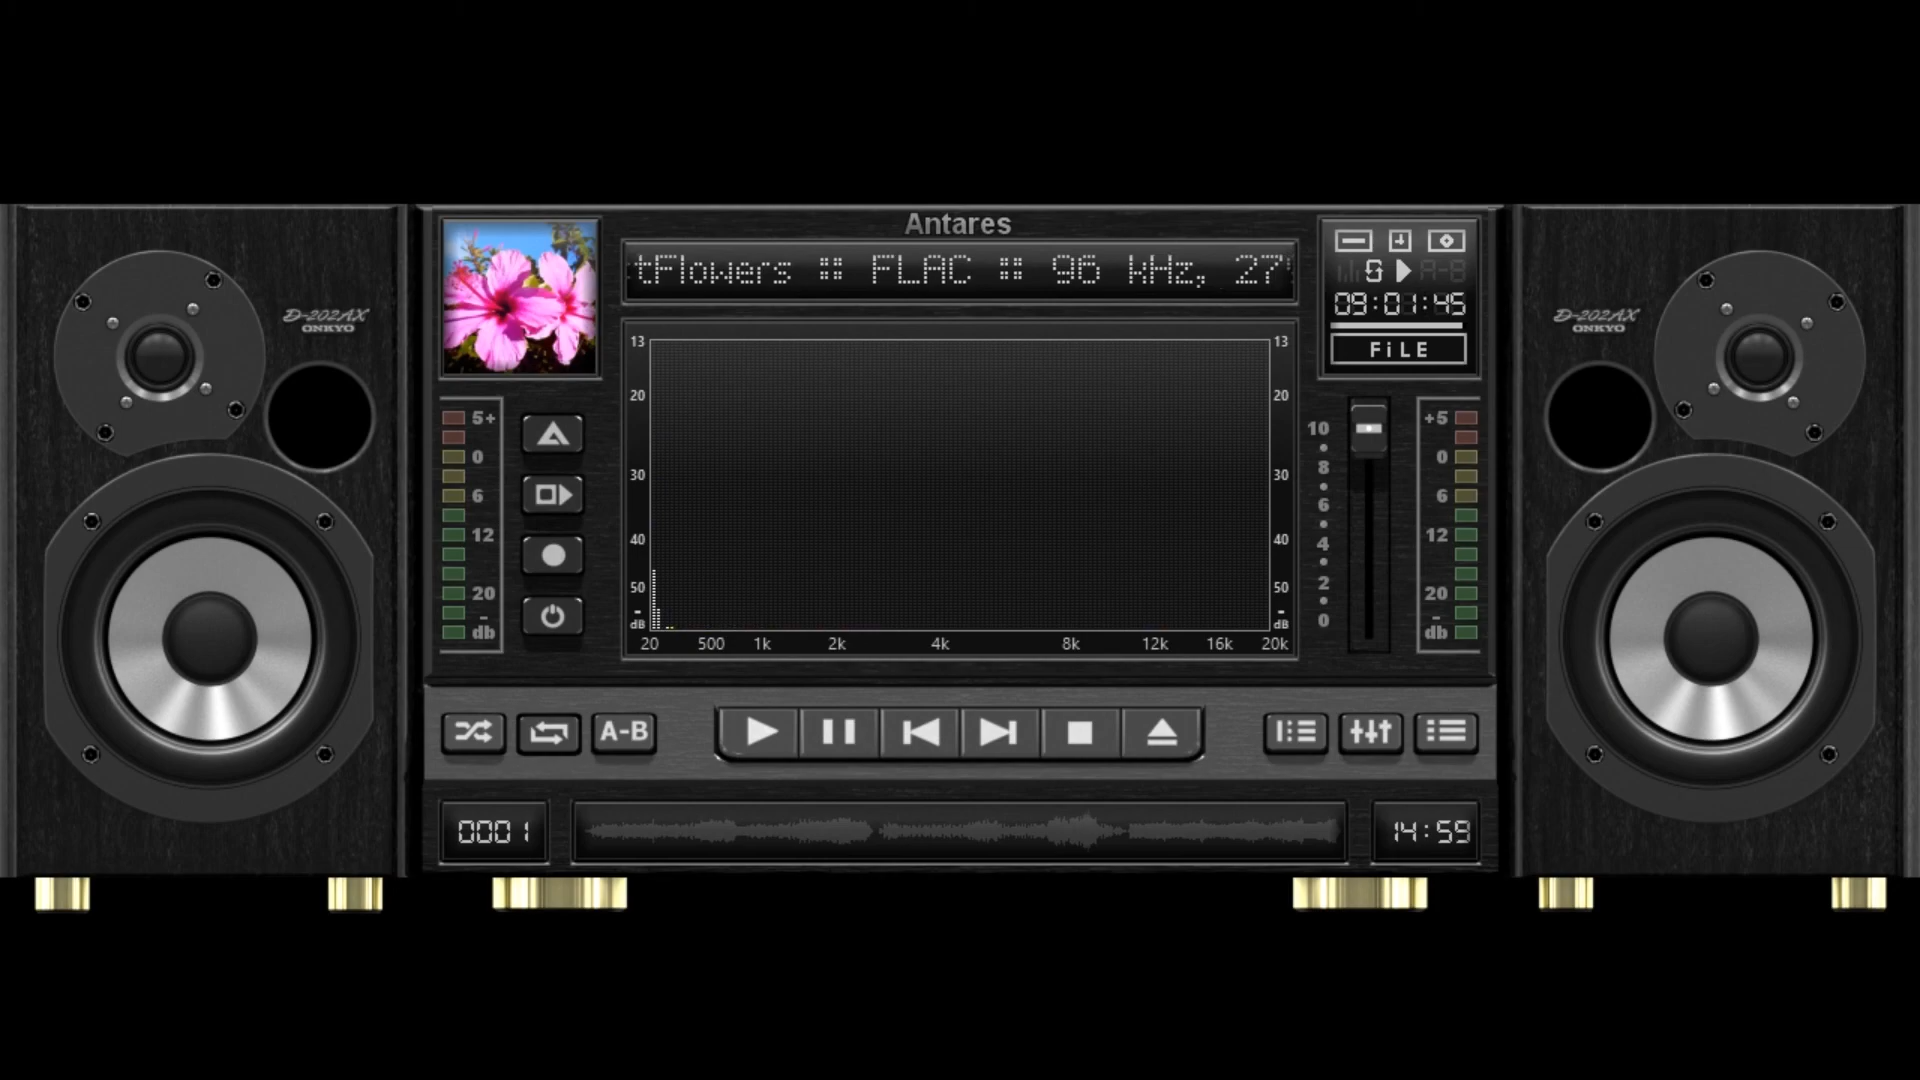 Antares
tFlowers :: FLAC :: 96 kHz, 27
09:01:45
FiLE
D-202AX
ONKYO
D-202AX
ONKYO
13
20
30
40
50
-
dB
13
20
30
40
50
-
dB
20 500 1k 2k 4k 8k 12k 16k 20k
5+
0
6
12
20
-
db
10
8
6
4
2
0
+5
0
6
12
20
-
db
A-B
0001
14:59